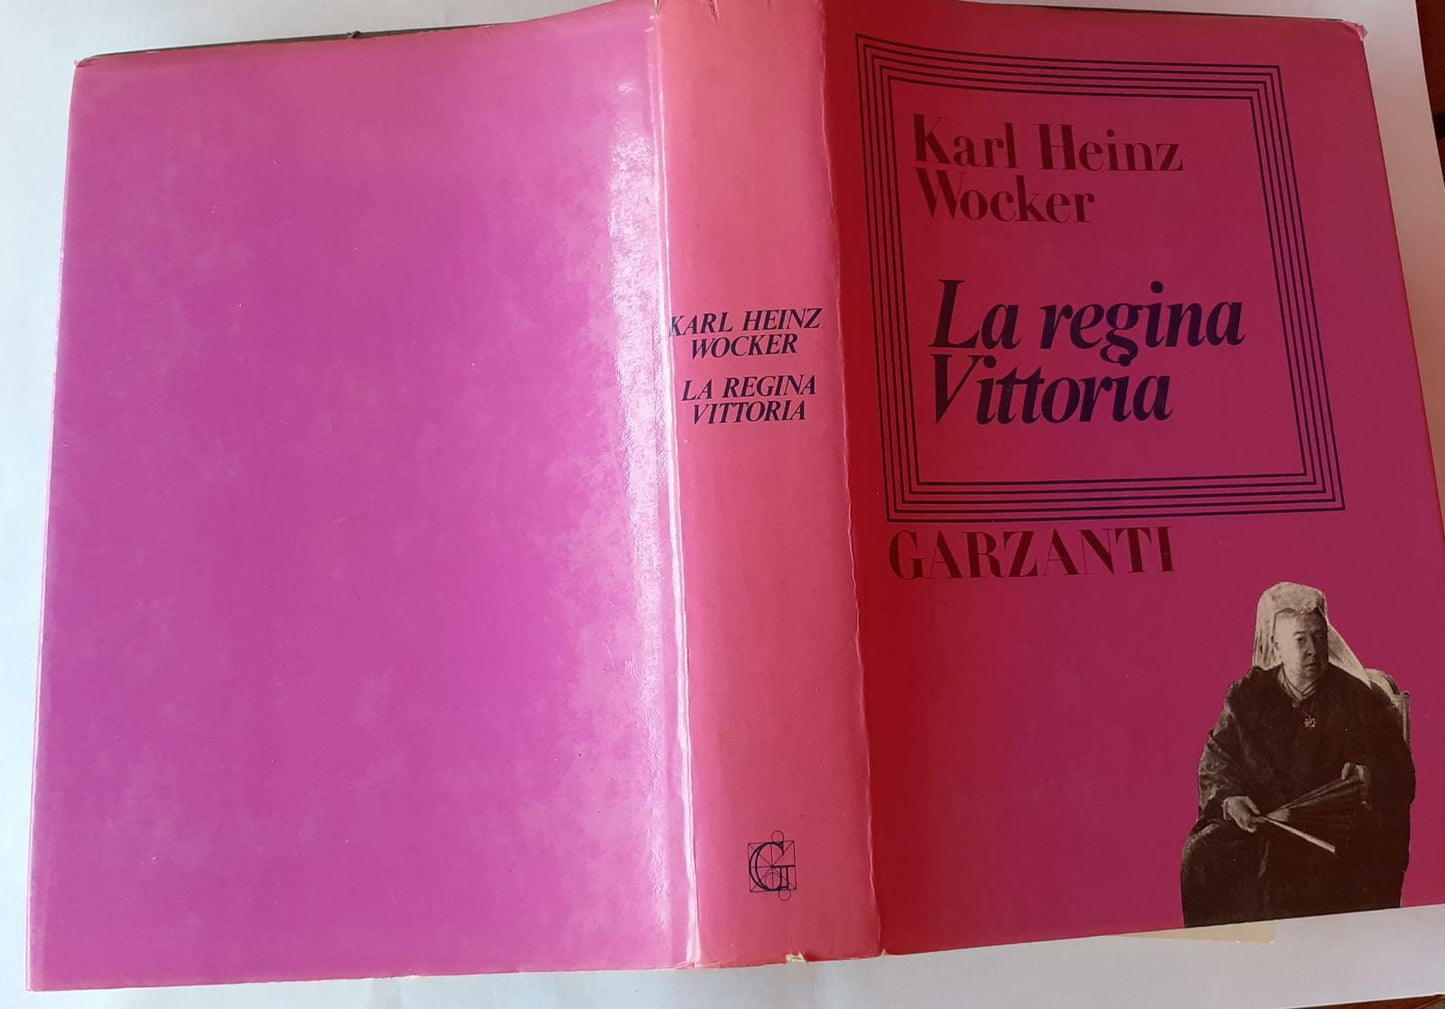 KARL HEINZ
WOCKER
LA REGINA
VITTORIA
G
Karl Heinz
Wocker
La regina
Vittoria
GARZANTI